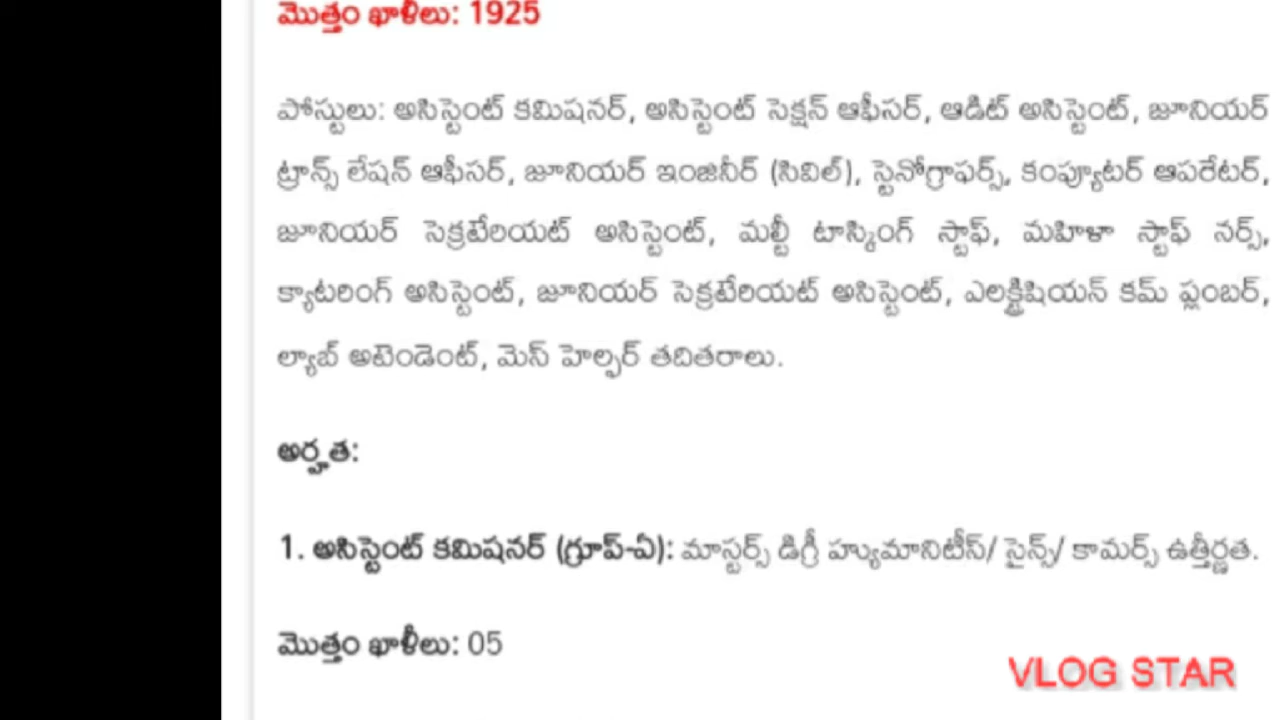 మొత్తం ఖాళీలు: 1925
పోస్టులు: అసిస్టెంట్ కమిషనర్, అసిస్టెంట్ సెక్షన్ ఆఫీసర్, ఆడిట్ అసిస్టెంట్, జూనియర్
ట్రాన్స్ లేషన్ ఆఫీసర్, జూనియర్ ఇంజినీర్ (సివిల్), స్టెనోగ్రాఫర్స్, కంప్యూటర్ ఆపరేటర్,
జూనియర్ సెక్రటేరియట్ అసిస్టెంట్, మల్టీ టాస్కింగ్ స్టాఫ్, మహిళా స్టాఫ్ నర్స్,
క్యాటరింగ్ అసిస్టెంట్, జూనియర్ సెక్రటేరియట్ అసిస్టెంట్, ఎలక్ట్రిషియన్ కమ్ ప్లంబర్,
ల్యాబ్ అటెండెంట్, మెస్ హెల్పర్ తదితరాలు.
అర్హత:
1. అసిస్టెంట్ కమిషనర్ (గ్రూప్-ఏ): మాస్టర్స్ డిగ్రీ హ్యుమానిటీస్/ సైన్స్/ కామర్స్ ఉత్తీర్ణత.
మొత్తం ఖాళీలు: 05
VLOG STAR